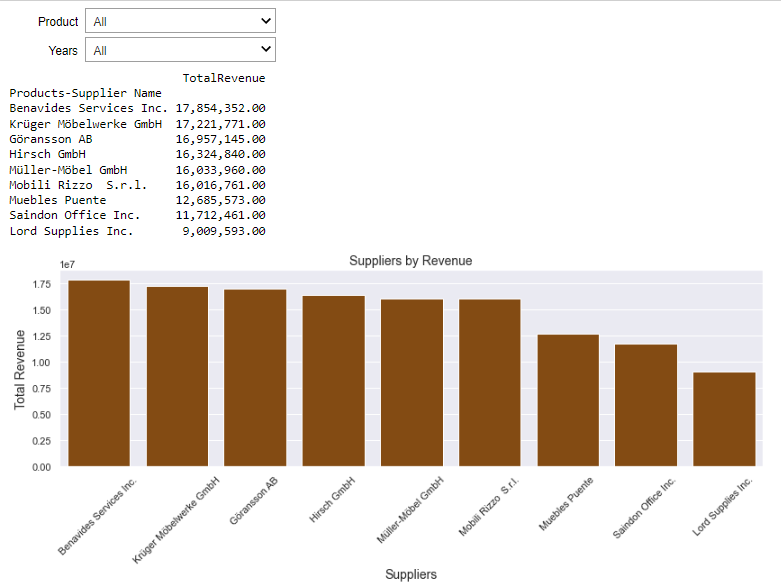 Product All
Years All
TotalRevenue
Products-Supplier Name
Benavides Services Inc. 17,854,352.00
Krüger Möbelwerke GmbH 17,221,771.00
Göransson AB 16,957,145.00
Hirsch GmbH 16,324,840.00
Müller-Möbel GmbH 16,033,960.00
Mobili Rizzo  S.r.l. 16,016,761.00
Muebles Puente 12,685,573.00
Saindon Office Inc. 11,712,461.00
Lord Supplies Inc. 9,009,593.00
Suppliers by Revenue
1e7
1.75
1.50
1.25
1.00
0.75
0.50
0.25
0.00
Total Revenue
Benavides Services Inc.
Krüger Möbelwerke GmbH
Göransson AB
Hirsch GmbH
Müller-Möbel GmbH
Mobili Rizzo  S.r.l.
Muebles Puente
Saindon Office Inc.
Lord Supplies Inc.
Suppliers